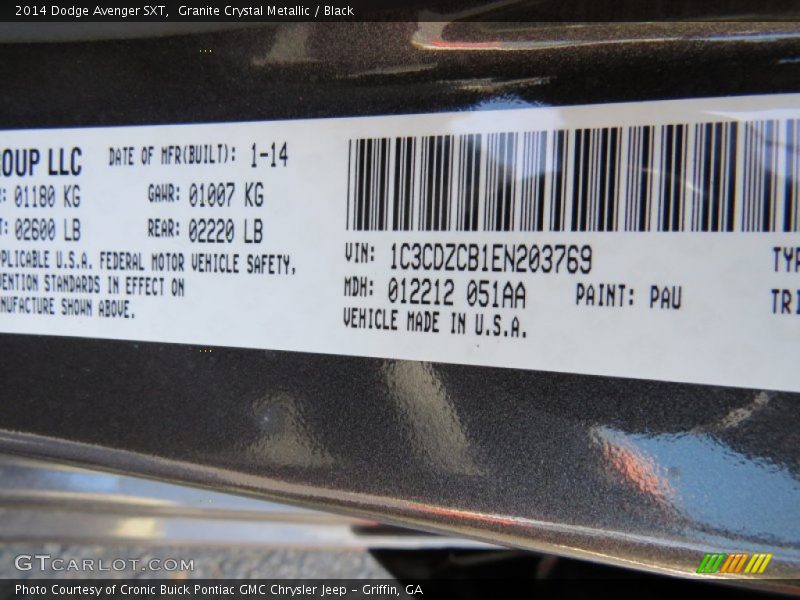 2014 Dodge Avenger SXT,  Granite Crystal Metallic / Black
OUP LLC DATE OF MFR(BUILT): 1-14
: 01180 KG GAWR: 01007 KG
T: 02600 LB REAR: 02220 LB
PLICABLE U.S.A. FEDERAL MOTOR VEHICLE SAFETY,
VENTION STANDARDS IN EFFECT ON
NUFACTURE SHOWN ABOVE.
VIN: 1C3CDZCB1EN203769 TYP
MDH: 012212 051AA PAINT: PAU TRI
VEHICLE MADE IN U.S.A.
GTCARLOT.COM
Photo Courtesy of Cronic Buick Pontiac GMC Chrysler Jeep - Griffin, GA